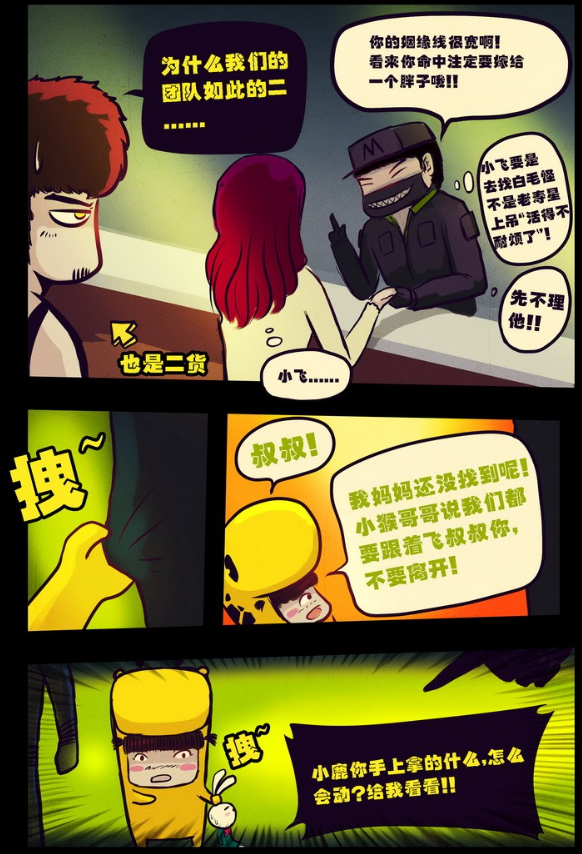 为什么我们的
团队如此的二
……
你的姻缘线很宽啊!
看来你命中注定要嫁给
一个胖子哦!!
M
小飞要是
去找白毛怪
不是老寿星
上吊“活得不
耐烦了”!
先不理
他!!
也是二货
小飞……
拽~
叔叔!
我妈妈还没找到呢!
小猴哥哥说我们都
要跟着飞叔叔你,
不要离开!
拽~
小鹿你手上拿的什么,怎么
会动?给我看看!!